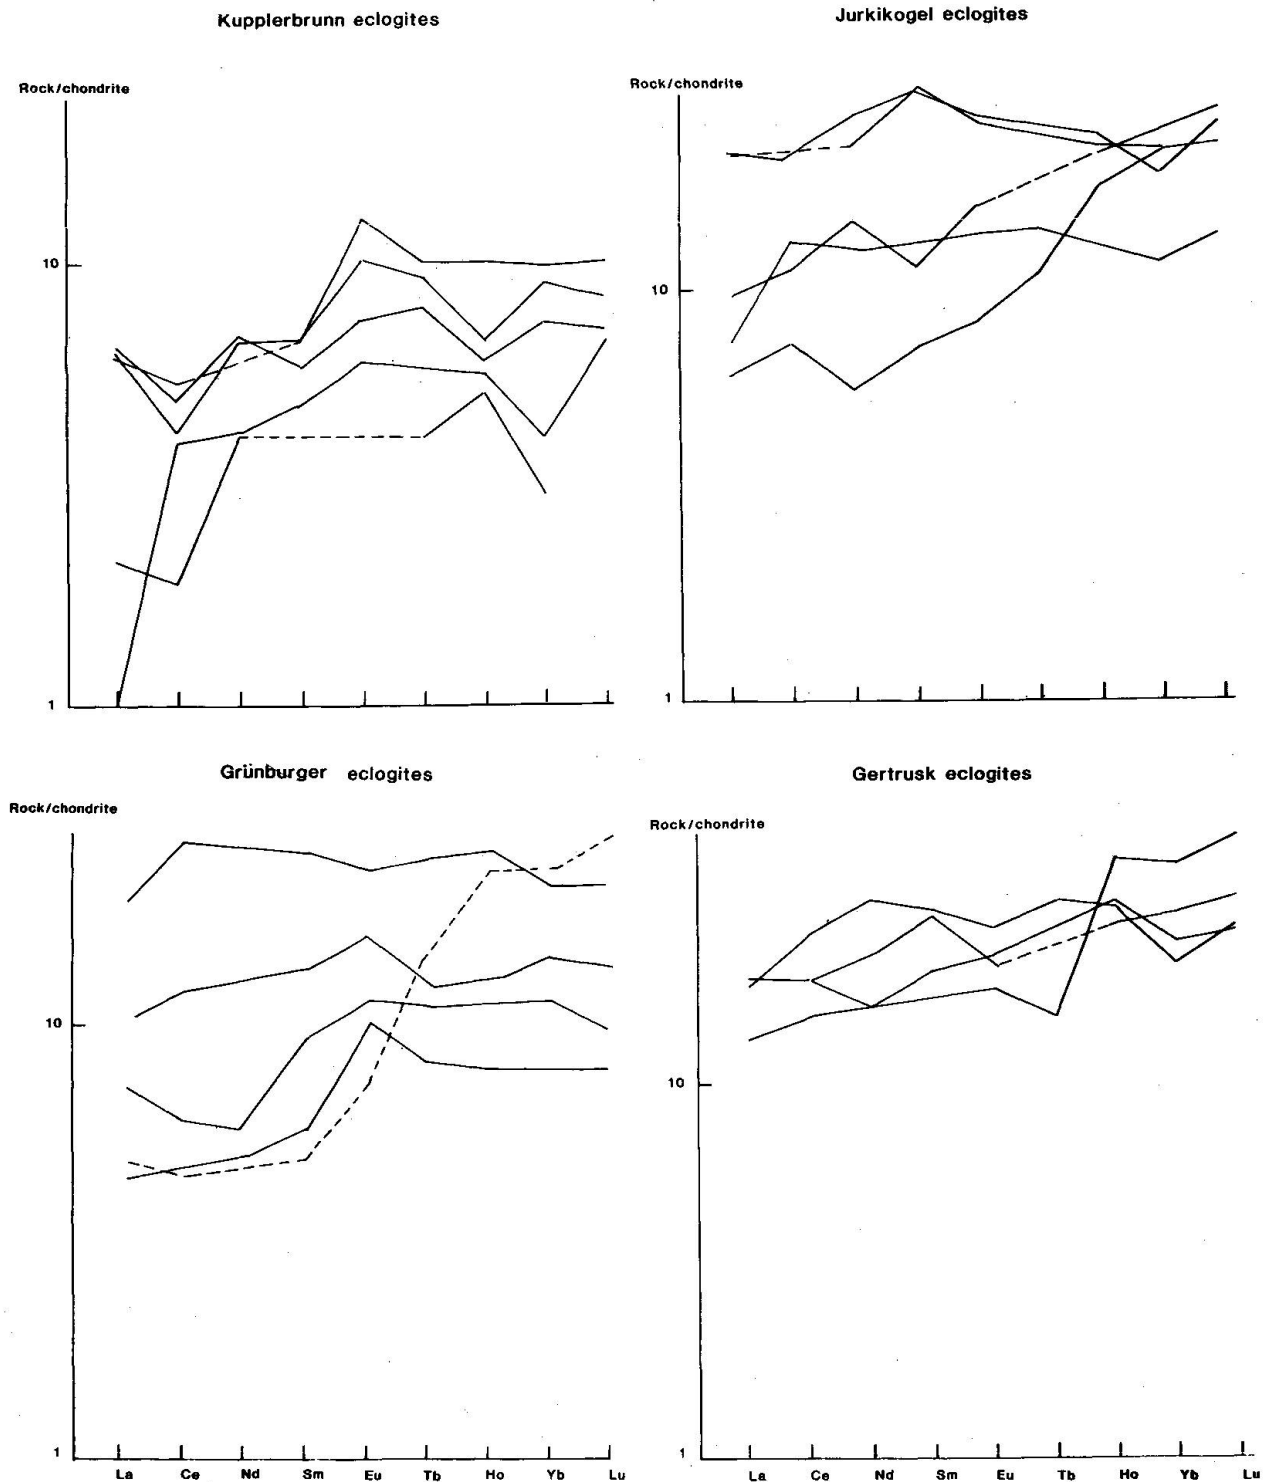 Kupplerbrunn eclogites
Rock/chondrite
10
1
Jurkikogel eclogites
Rock/chondrite
10
1
Grünburger eclogites
Rock/chondrite
10
1
La Ce Nd Sm Eu Tb Ho Yb Lu
Gertrusk eclogites
Rock/chondrite
10
1
La Ce Nd Sm Eu Tb Ho Yb Lu